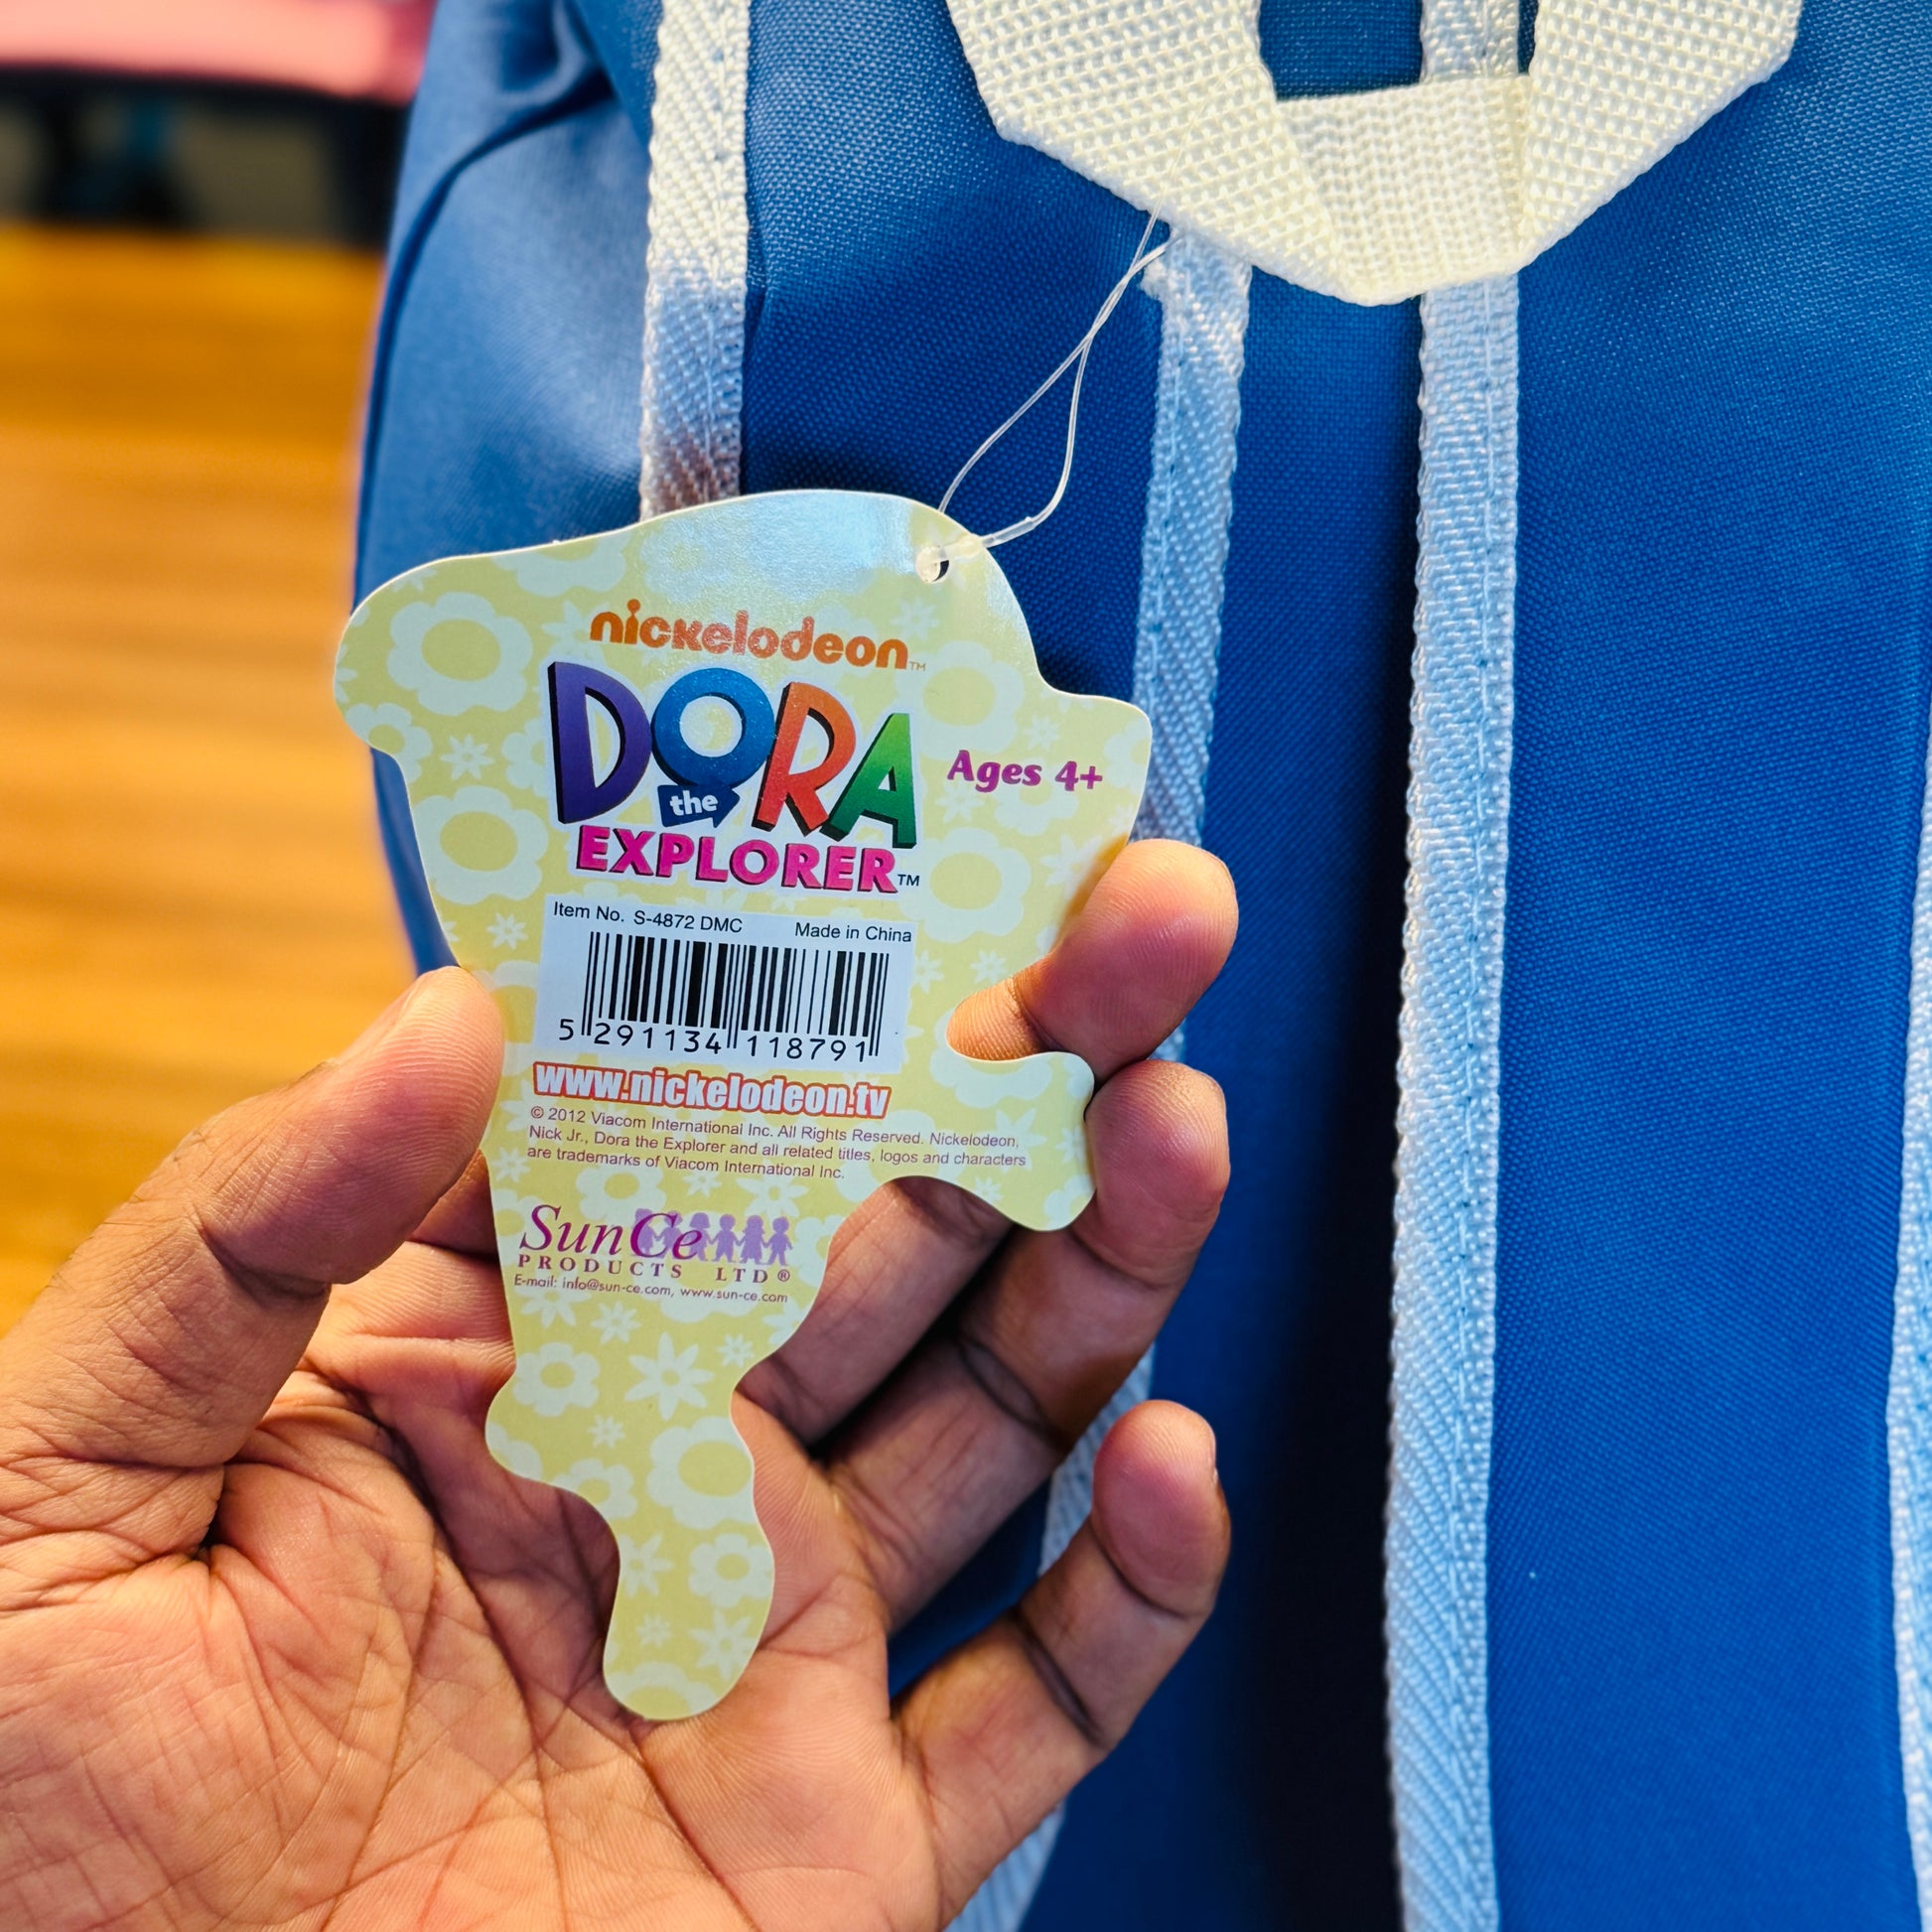 nickelodeon™
DORA
the
EXPLORER™
Ages 4+
Item No. S-4872 DMC Made in China
5 291134 118791
www.nickelodeon.tv
© 2012 Viacom International Inc. All Rights Reserved. Nickelodeon,
Nick Jr., Dora the Explorer and all related titles, logos and characters
are trademarks of Viacom International Inc.
SunCe
PRODUCTS LTD®
E-mail: info@sun-ce.com, www.sun-ce.com